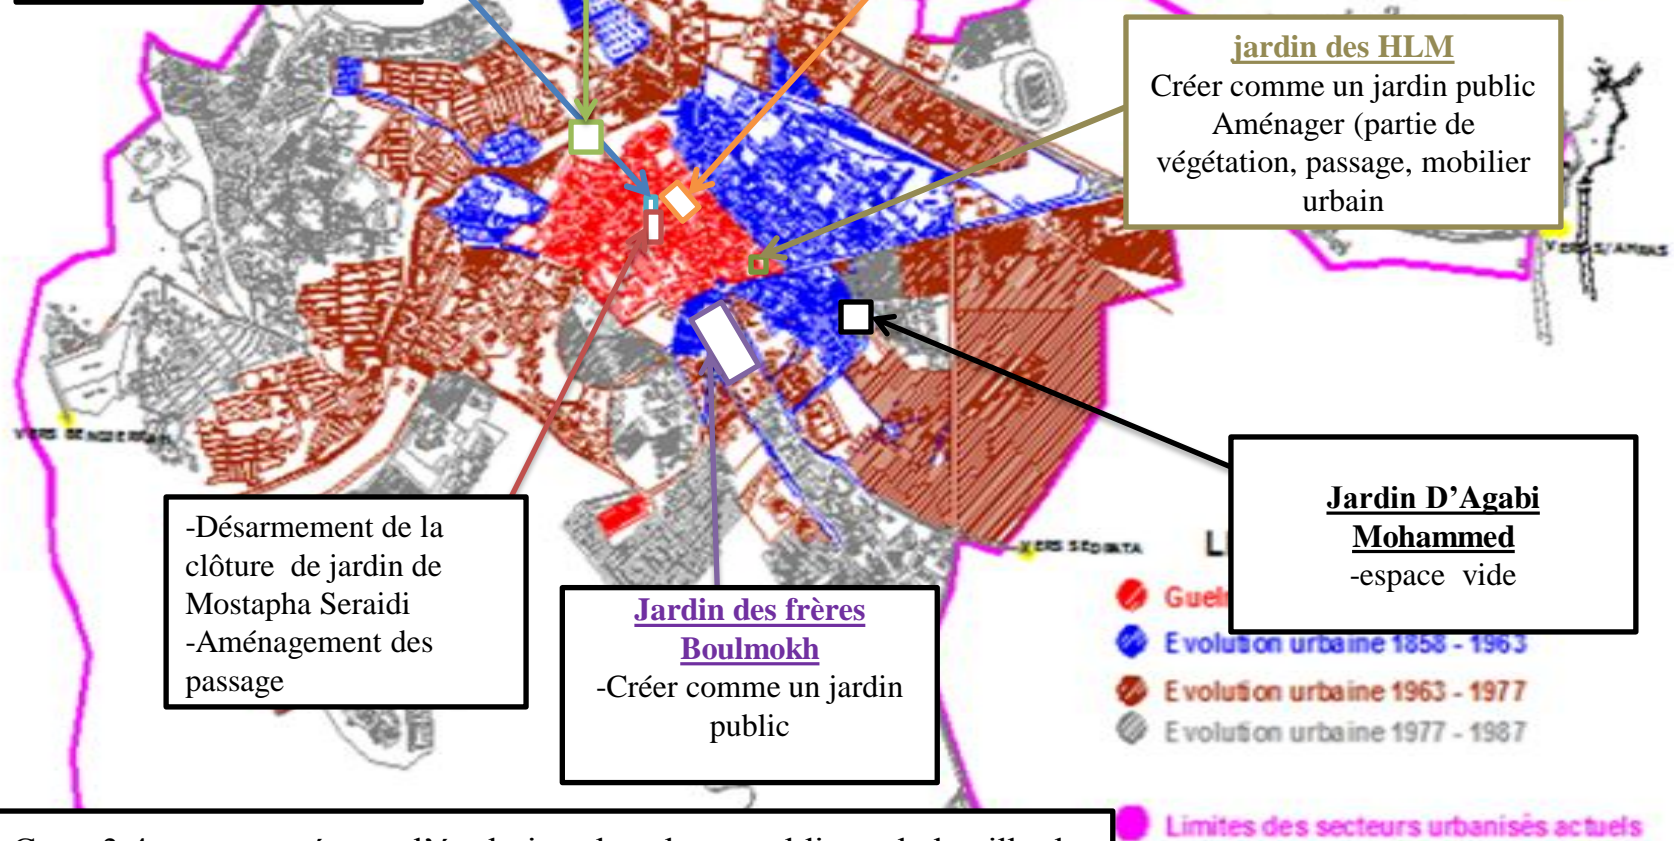 jardin des HLM
Créer comme un jardin public
Aménager (partie de
végétation, passage, mobilier
urbain
-Désarmement de la
clôture de jardin de
Mostapha Seraidi
-Aménagement des
passage
Jardin des frères
Boulmokh
-Créer comme un jardin
public
Jardin D'Agabi
Mohammed
-espace vide
VERS SEDRATA
Evolution urbaine 1858 - 1963
Evolution urbaine 1963 - 1977
Evolution urbaine 1977 - 1987
Limites des secteurs urbanisés actuels